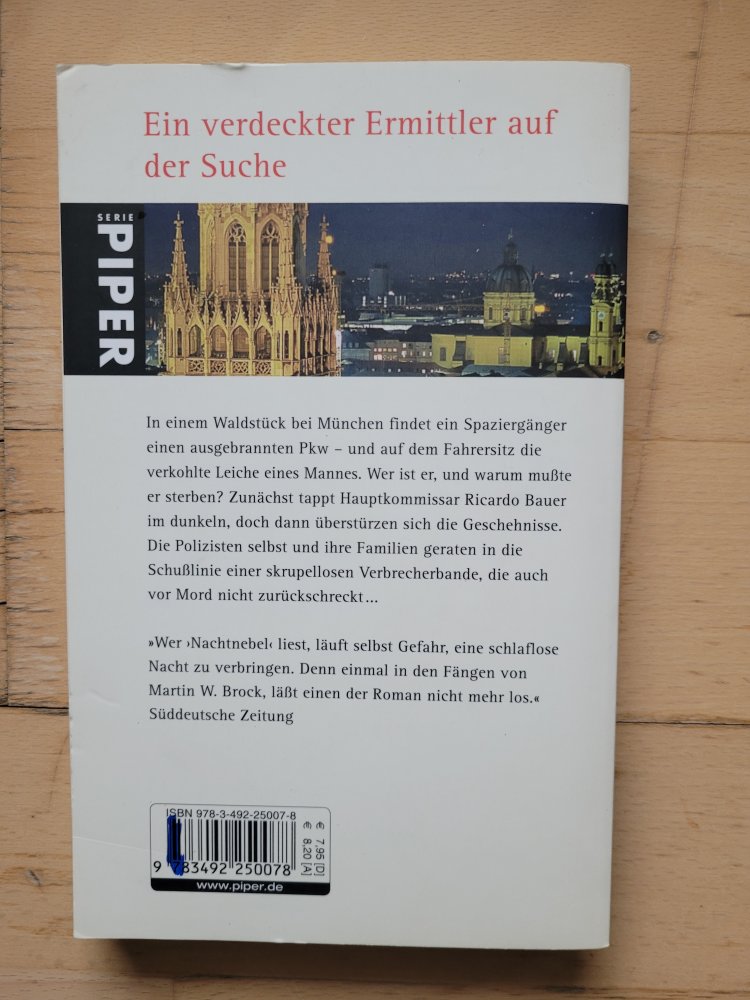 Ein verdeckter Ermittler auf
der Suche
SERIE
PIPER
In einem Waldstück bei München findet ein Spaziergänger
einen ausgebrannten Pkw – und auf dem Fahrersitz die
verkohlte Leiche eines Mannes. Wer ist er, und warum mußte
er sterben? Zunächst tappt Hauptkommissar Ricardo Bauer
im dunkeln, doch dann überstürzen sich die Geschehnisse.
Die Polizisten selbst und ihre Familien geraten in die
Schußlinie einer skrupellosen Verbrecherbande, die auch
vor Mord nicht zurückschreckt...
»Wer ›Nachtnebel‹ liest, läuft selbst Gefahr, eine schlaflose
Nacht zu verbringen. Denn einmal in den Fängen von
Martin W. Brock, läßt einen der Roman nicht mehr los.«
Süddeutsche Zeitung
ISBN 978-3-492-25007-8
€ 7,95 [D]
€ 8,20 [A]
9 783492 250078
www.piper.de